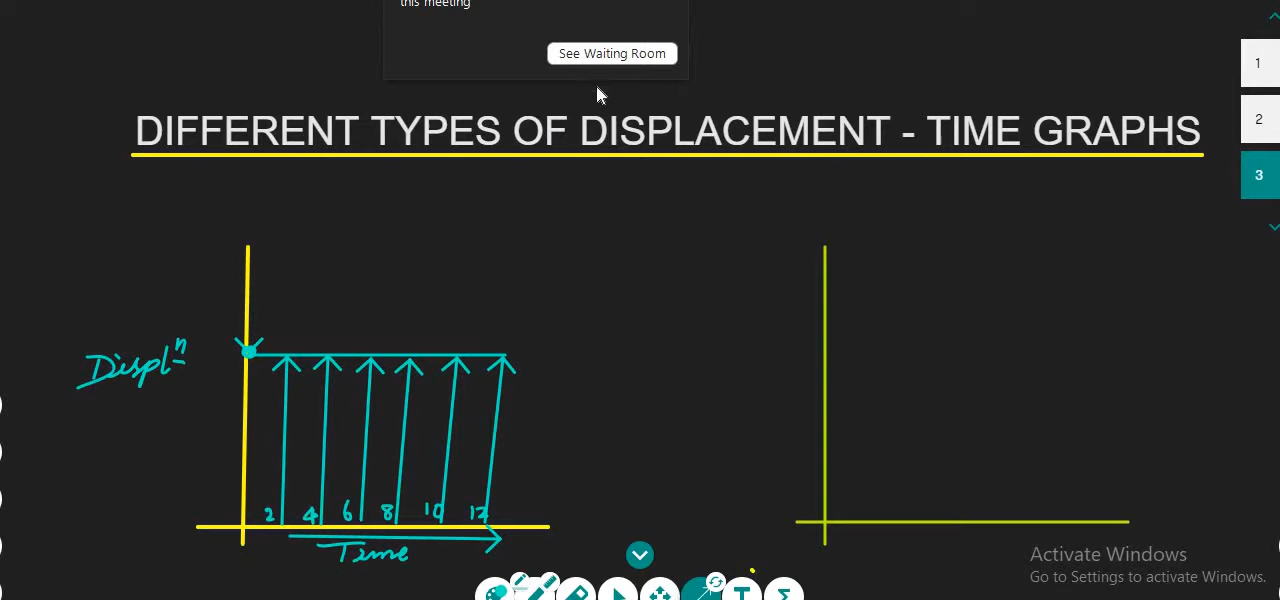 this meeting
See Waiting Room
1
DIFFERENT TYPES OF DISPLACEMENT - TIME GRAPHS
2
3
Displⁿ
2 4 6 8 10 12
Time
Activate Windows
Go to Settings to activate Windows.
T Σ